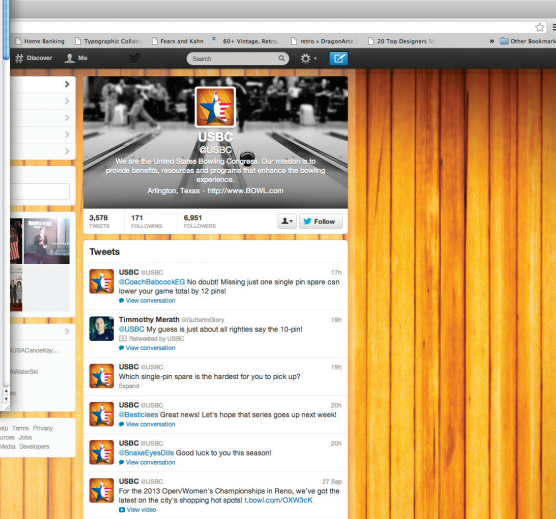 Home Banking
Typographic Collab
Fears and Kahn
60+ Vintage, Retro,
retro « DragonArtz
20 Top Designers
Other Bookmark
Discover
Me
Search
USBC
@USBC
We are the United States Bowling Congress. Our mission is to
provide benefits, resources and programs that enhance the bowling
experience.
Arlington, Texas · http://www.BOWL.com
3,578
TWEETS
171
FOLLOWING
6,951
FOLLOWERS
Follow
Tweets
USBC @USBC 17h
@CoachBabcockEG No doubt! Missing just one single pin spare can
lower your game total by 12 pins!
View conversation
Timmothy Merath @GuttertoGlory 19h
@USBC My guess is just about all righties say the 10-pin!
Retweeted by USBC
View conversation
USBC @USBC 19h
Which single-pin spare is the hardest for you to pick up?
Expand
USBC @USBC 20h
@Besticlees Great news! Let's hope that series goes up next week!
View conversation
USBC @USBC 20h
@SnakeEyesDills Good luck to you this season!
View conversation
USBC @USBC 27 Sep
For the 2013 Open/Women's Championships in Reno, we've got the
latest on the city's shopping hot spots! t.bowl.com/OXW3cK
View video
USACanoeKay...
AWaterSki
elp Terms Privacy
urces Jobs
Media Developers